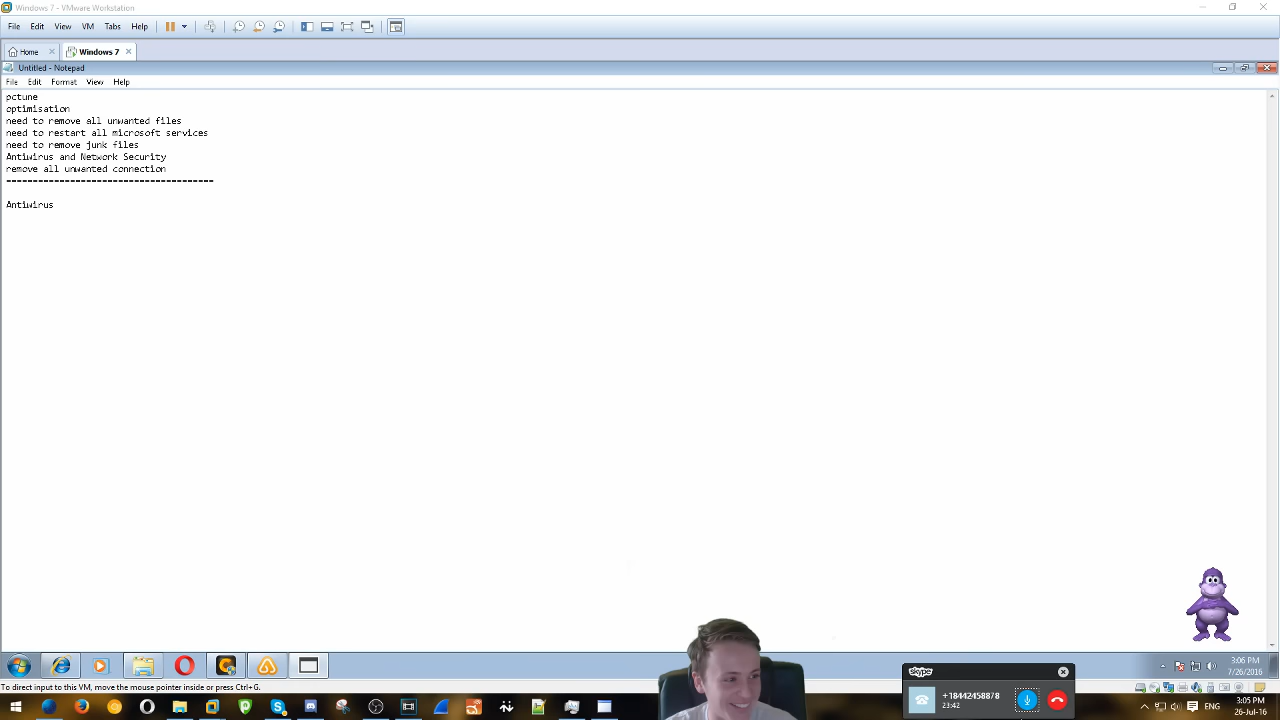 Windows 7 - VMware Workstation
File Edit View VM Tabs Help
Home Windows 7
Untitled - Notepad
File Edit Format View Help
pctune
optimisation
need to remove all unwanted files
need to restart all microsoft services
need to remove junk files
Antivirus and Network Security
remove all unwanted connection
---------------------------------------
Antivirus
3:06 PM
7/26/2016
To direct input to this VM, move the mouse pointer inside or press Ctrl+G.
skype
+18442458878
23:42
ENG
3:05 PM
26-Jul-16